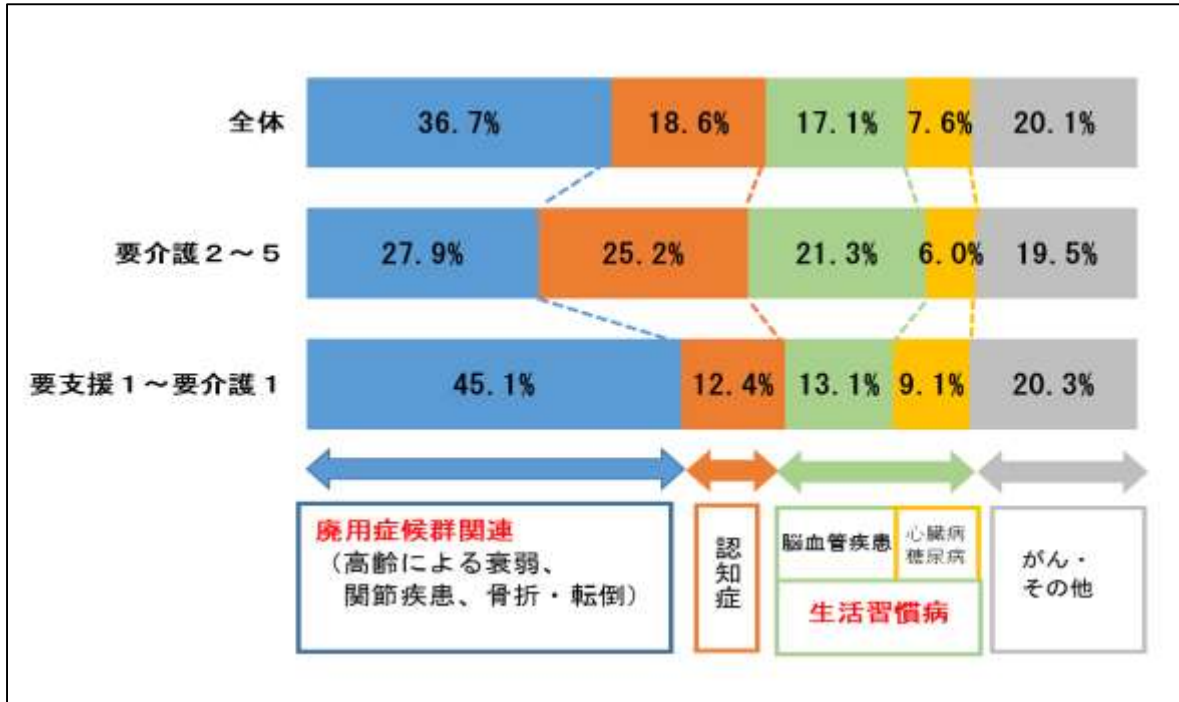 全体
36.7%
18.6%
17.1%
7.6%
20.1%
要介護２～５
27.9%
25.2%
21.3%
6.0%
19.5%
要支援１～要介護１
45.1%
12.4%
13.1%
9.1%
20.3%
廃用症候群関連
（高齢による衰弱、
関節疾患、骨折・転倒）
認知症
脳血管疾患
心臓病
糖尿病
生活習慣病
がん・
その他